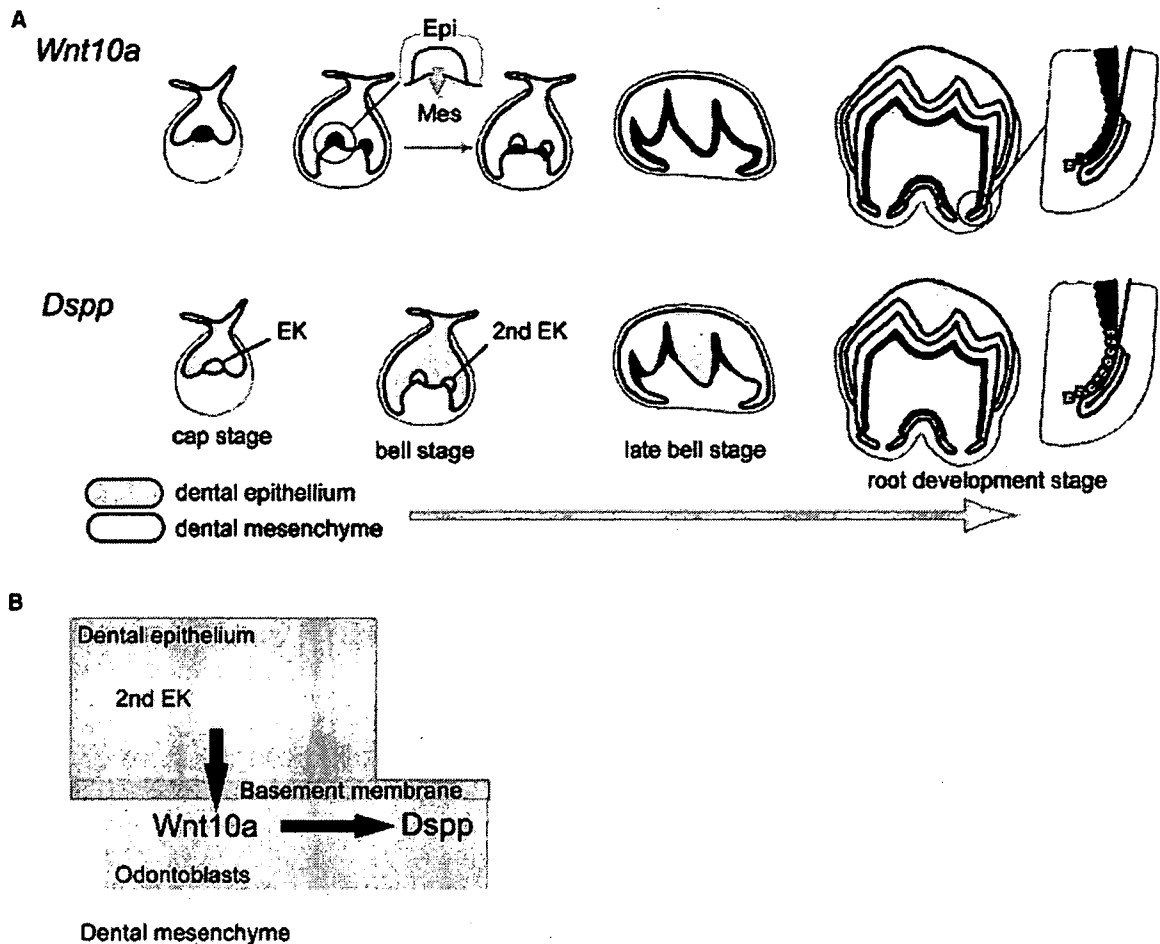 A
Wnt10a
Epi
Mes
Dspp
EK
2nd EK
cap stage
bell stage
late bell stage
root development stage
dental epithellium
dental mesenchyme
B
Dental epithelium
2nd EK
Basement membrane
Wnt10a
Dspp
Odontoblasts
Dental mesenchyme